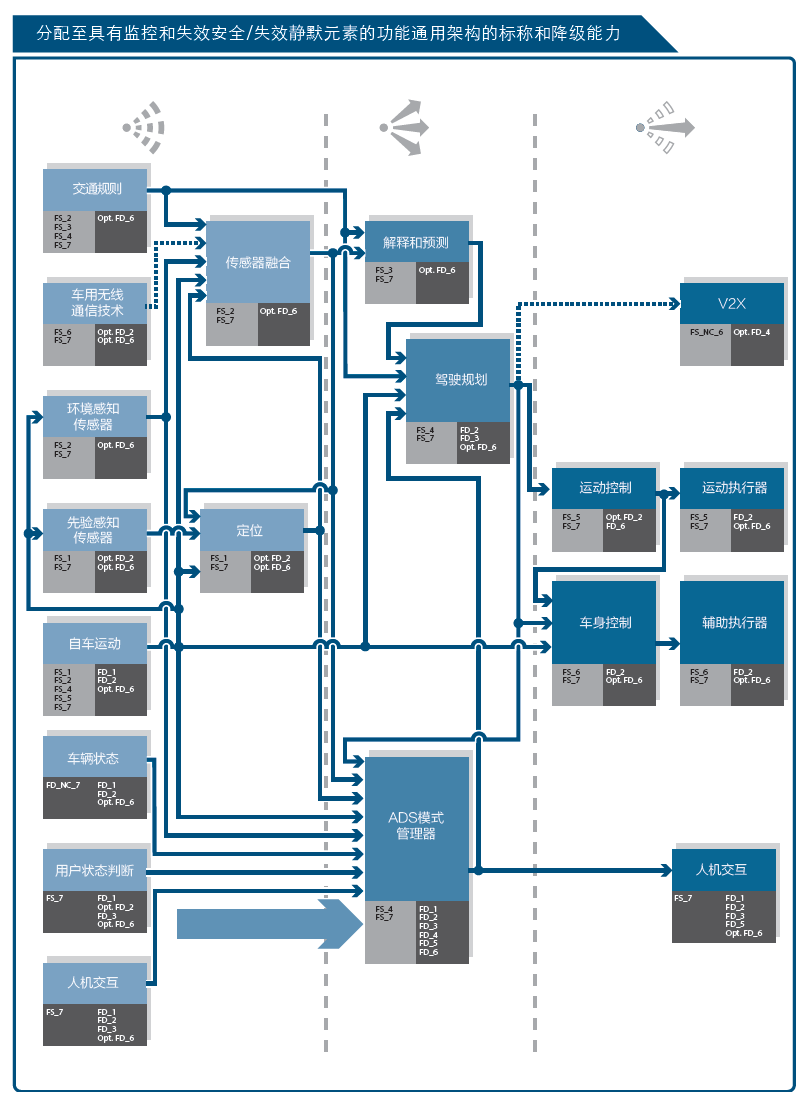 分配至具有监控和失效安全/失效静默元素的功能通用架构的标称和降级能力
交通规则
FS_2
FS_3
FS_4
FS_7
Opt. FD_6
车用无线
通信技术
FS_6
FS_7
Opt. FD_2
Opt. FD_6
环境感知
传感器
FS_2
FS_7
Opt. FD_6
先验感知
传感器
FS_1
FS_7
Opt. FD_2
Opt. FD_6
自车运动
FS_1
FS_2
FS_4
FS_5
FS_7
FD_1
FD_2
Opt. FD_6
车辆状态
FD_NC_7
FD_1
FD_2
Opt. FD_6
用户状态判断
FS_7
FD_1
Opt. FD_2
FD_3
Opt. FD_6
人机交互
FS_7
FD_1
FD_2
FD_3
Opt. FD_6
传感器融合
FS_2
FS_7
Opt. FD_6
定位
FS_1
FS_7
Opt. FD_2
Opt. FD_6
解释和预测
FS_3
FS_7
Opt. FD_6
驾驶规划
FS_4
FS_7
FD_2
FD_3
Opt. FD_6
ADS模式
管理器
FS_4
FS_7
FD_1
FD_2
FD_3
FD_4
FD_5
FD_6
V2X
FS_NC_6
Opt. FD_4
运动控制
FS_5
FS_7
Opt. FD_2
FD_6
运动执行器
FS_5
FS_7
FD_2
Opt. FD_6
车身控制
FS_6
FS_7
FD_2
Opt. FD_6
辅助执行器
FS_6
FS_7
FD_2
Opt. FD_6
人机交互
FS_7
FD_1
FD_2
FD_3
FD_5
Opt. FD_6